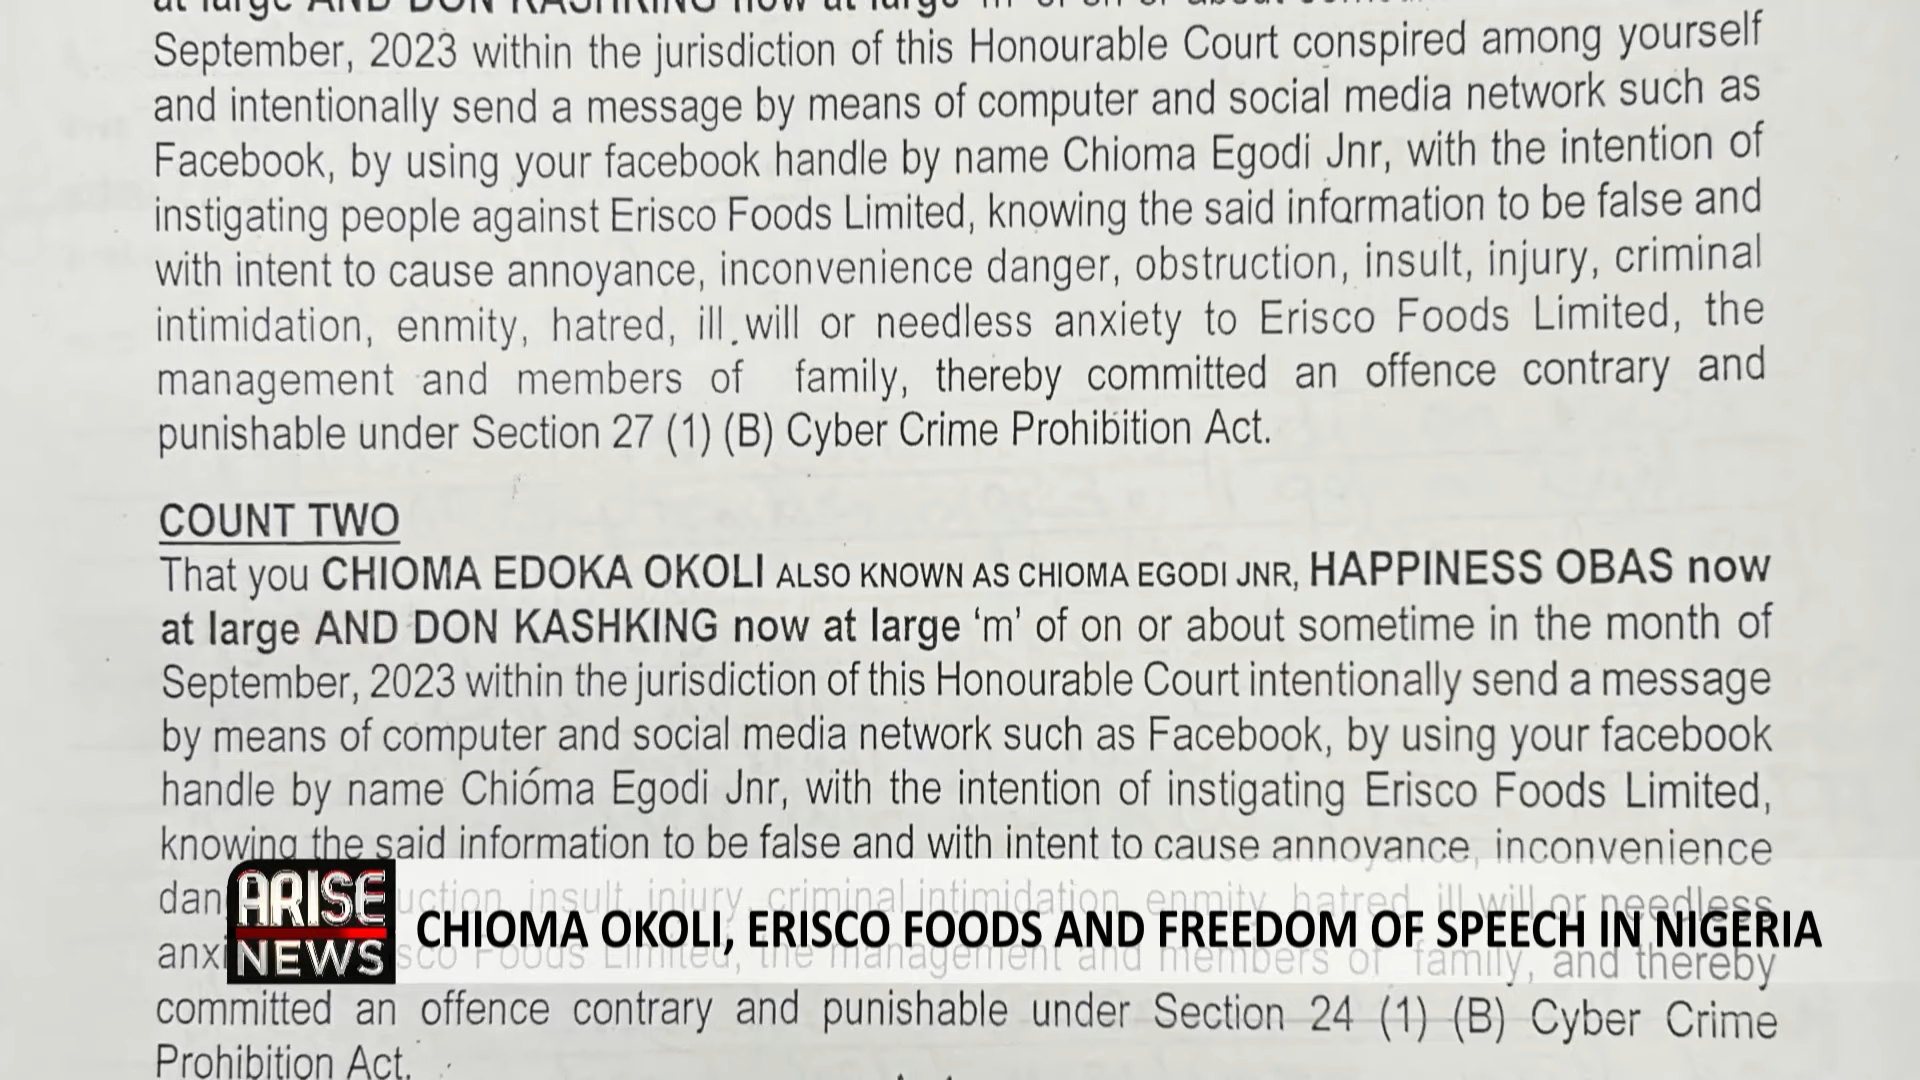 at large AND DON KASHKING now at large 'm' of on or about
September, 2023 within the jurisdiction of this Honourable Court conspired among yourself
and intentionally send a message by means of computer and social media network such as
Facebook, by using your facebook handle by name Chioma Egodi Jnr, with the intention of
instigating people against Erisco Foods Limited, knowing the said information to be false and
with intent to cause annoyance, inconvenience danger, obstruction, insult, injury, criminal
intimidation, enmity, hatred, ill will or needless anxiety to Erisco Foods Limited, the
management and members of family, thereby committed an offence contrary and
punishable under Section 27 (1) (B) Cyber Crime Prohibition Act.
COUNT TWO
That you CHIOMA EDOKA OKOLI ALSO KNOWN AS CHIOMA EGODI JNR, HAPPINESS OBAS now
at large AND DON KASHKING now at large 'm' of on or about sometime in the month of
September, 2023 within the jurisdiction of this Honourable Court intentionally send a message
by means of computer and social media network such as Facebook, by using your facebook
handle by name Chióma Egodi Jnr, with the intention of instigating Erisco Foods Limited,
knowing the said information to be false and with intent to cause annoyance, inconvenience
insult, injury, criminal intimidation, enmity, hatred, ill will or needless
Foods Limited, the management and members of family, and thereby
committed an offence contrary and punishable under Section 24 (1) (B) Cyber Crime
Prohibition Act.
ARISE
NEWS
CHIOMA OKOLI, ERISCO FOODS AND FREEDOM OF SPEECH IN NIGERIA